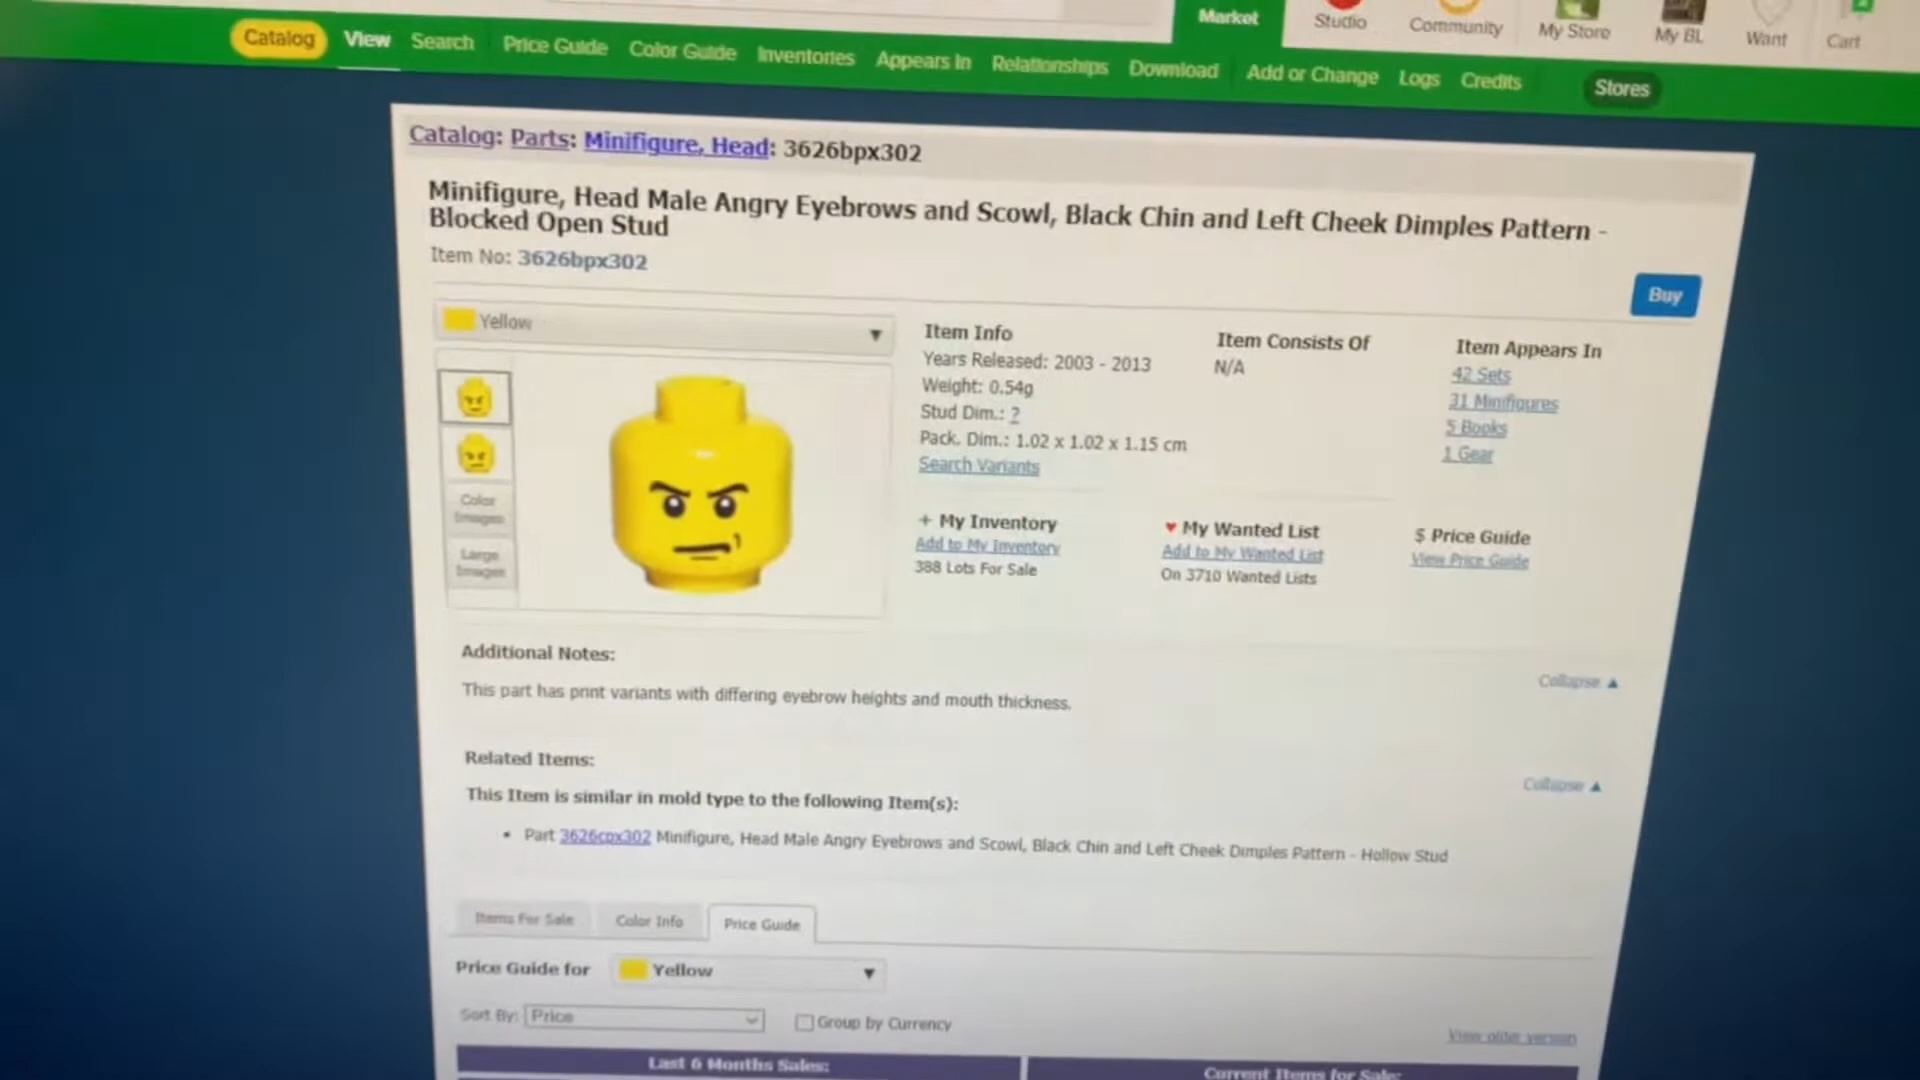 Market
Studio
Community
My Store
My BL
Want
Cart
Catalog View Search Price Guide Color Guide Inventories Appears In Relationships Download Add or Change Logs Credits Stores
Catalog: Parts: Minifigure, Head: 3626bpx302
Minifigure, Head Male Angry Eyebrows and Scowl, Black Chin and Left Cheek Dimples Pattern -
Blocked Open Stud
Item No: 3626bpx302
Buy
Yellow
Color
Images
Large
Images
Item Info
Years Released: 2003 - 2013
Weight: 0.54g
Stud Dim.: ?
Pack. Dim.: 1.02 x 1.02 x 1.15 cm
Search Variants
Item Consists Of
N/A
Item Appears In
42 Sets
31 Minifigures
5 Books
1 Gear
+ My Inventory
Add to My Inventory
388 Lots For Sale
♥ My Wanted List
Add to My Wanted List
On 3710 Wanted Lists
$ Price Guide
View Price Guide
Additional Notes:
Collapse ▲
This part has print variants with differing eyebrow heights and mouth thickness.
Related Items:
Collapse ▲
This Item is similar in mold type to the following Item(s):
• Part 3626cpx302 Minifigure, Head Male Angry Eyebrows and Scowl, Black Chin and Left Cheek Dimples Pattern - Hollow Stud
Items For Sale Color Info Price Guide
Price Guide for Yellow
Sort By: Price Group by Currency
View older version
Last 6 Months Sales: Current Items for Sale: